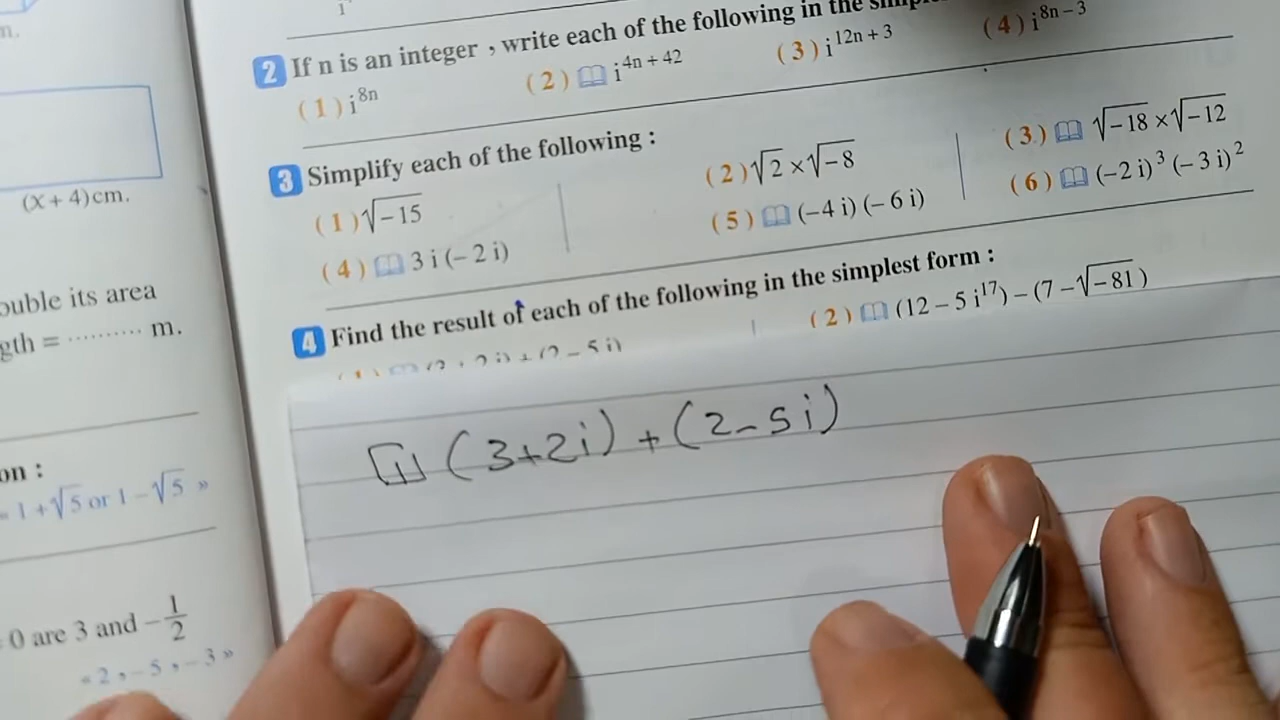 n.
(x + 4) cm.
ouble its area
gth = .......... m.
on :
« 1 + √5 or 1 – √5 »
0 are 3 and – 1/2
« 2 , – 5 , – 3 »
2 If n is an integer , write each of the following in the
(1) i^8n (2) i^4n + 42 (3) i^12n + 3 (4) i^8n – 3
3 Simplify each of the following :
(1) √–15 (2) √2 × √–8 (3) √–18 × √–12
(4) 3 i (– 2 i) (5) (–4 i) (– 6 i) (6) (–2 i)^3 (– 3 i)^2
4 Find the result of each of the following in the simplest form :
(2) (12 – 5 i^17) – (7 – √–81)
1 (3+2i) + (2-5i)